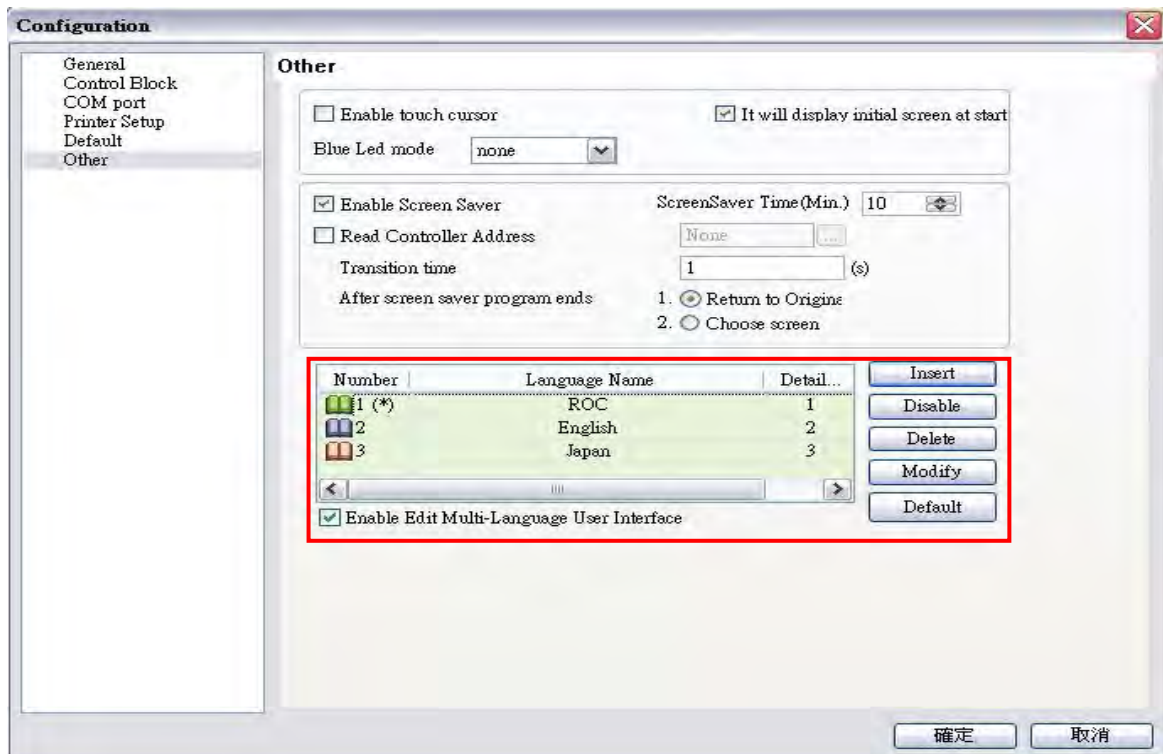 Configuration
General
Control Block
COM port
Printer Setup
Default
Other
Other
Enable touch cursor
It will display initial screen at start
Blue Led mode none
Enable Screen Saver ScreenSaver Time(Min.) 10
Read Controller Address None ...
Transition time 1 (s)
After screen saver program ends 1. Return to Origina
2. Choose screen
Number Language Name Detail...
1 (*) ROC 1
2 English 2
3 Japan 3
Insert
Disable
Delete
Modify
Default
Enable Edit Multi-Language User Interface
確定 取消